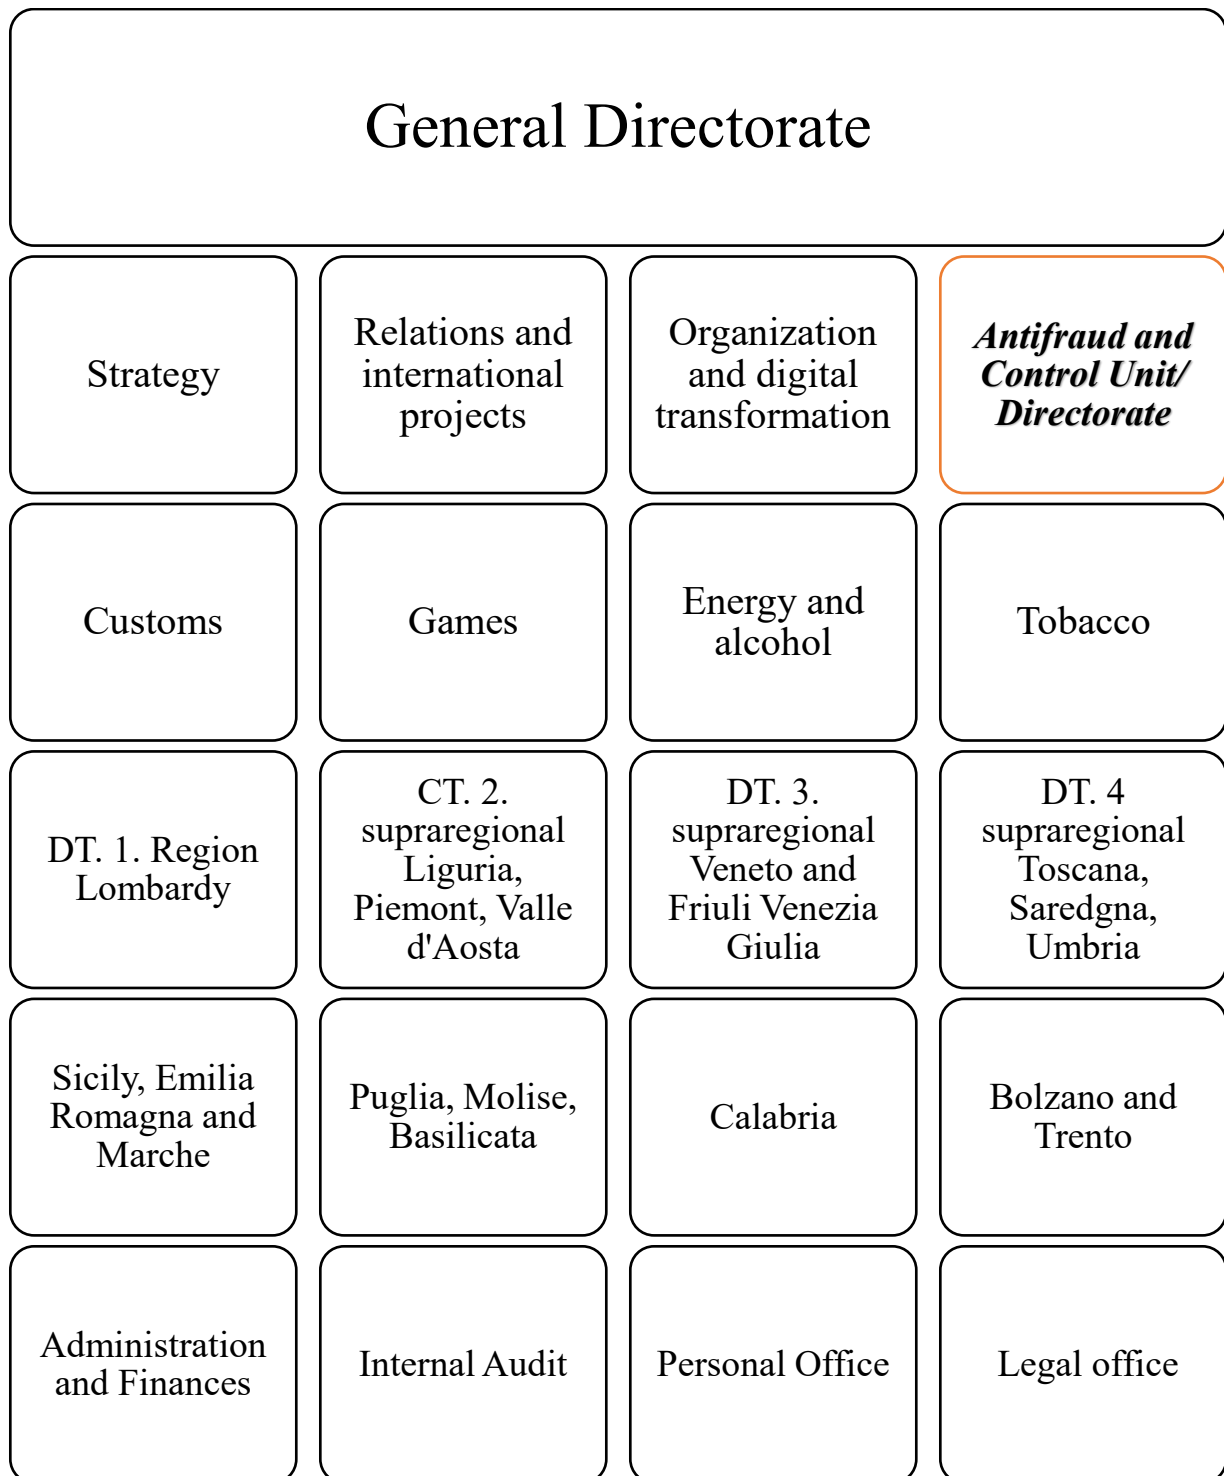 General Directorate
Strategy
Relations and
international
projects
Organization
and digital
transformation
Antifraud and
Control Unit/
Directorate
Customs
Games
Energy and
alcohol
Tobacco
DT. 1. Region
Lombardy
CT. 2.
supraregional
Liguria,
Piemont, Valle
d'Aosta
DT. 3.
supraregional
Veneto and
Friuli Venezia
Giulia
DT. 4
supraregional
Toscana,
Saredgna,
Umbria
Sicily, Emilia
Romagna and
Marche
Puglia, Molise,
Basilicata
Calabria
Bolzano and
Trento
Administration
and Finances
Internal Audit
Personal Office
Legal office